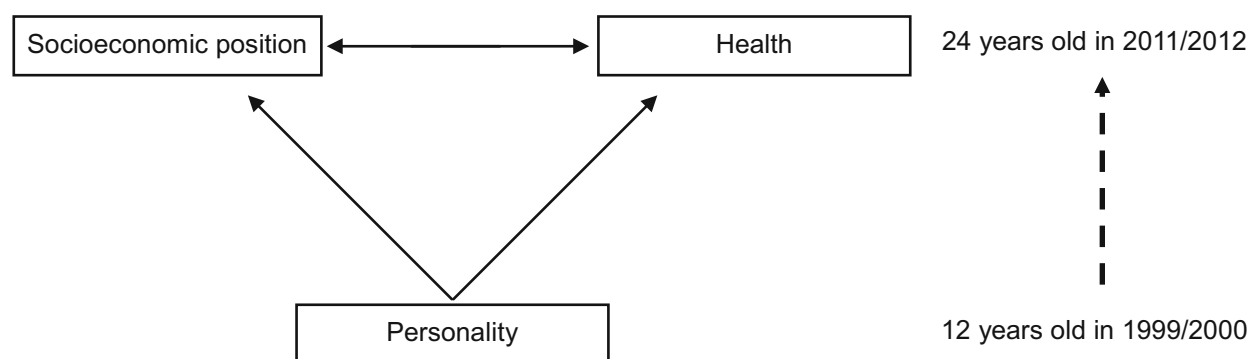 Socioeconomic position
Health
24 years old in 2011/2012
Personality
12 years old in 1999/2000